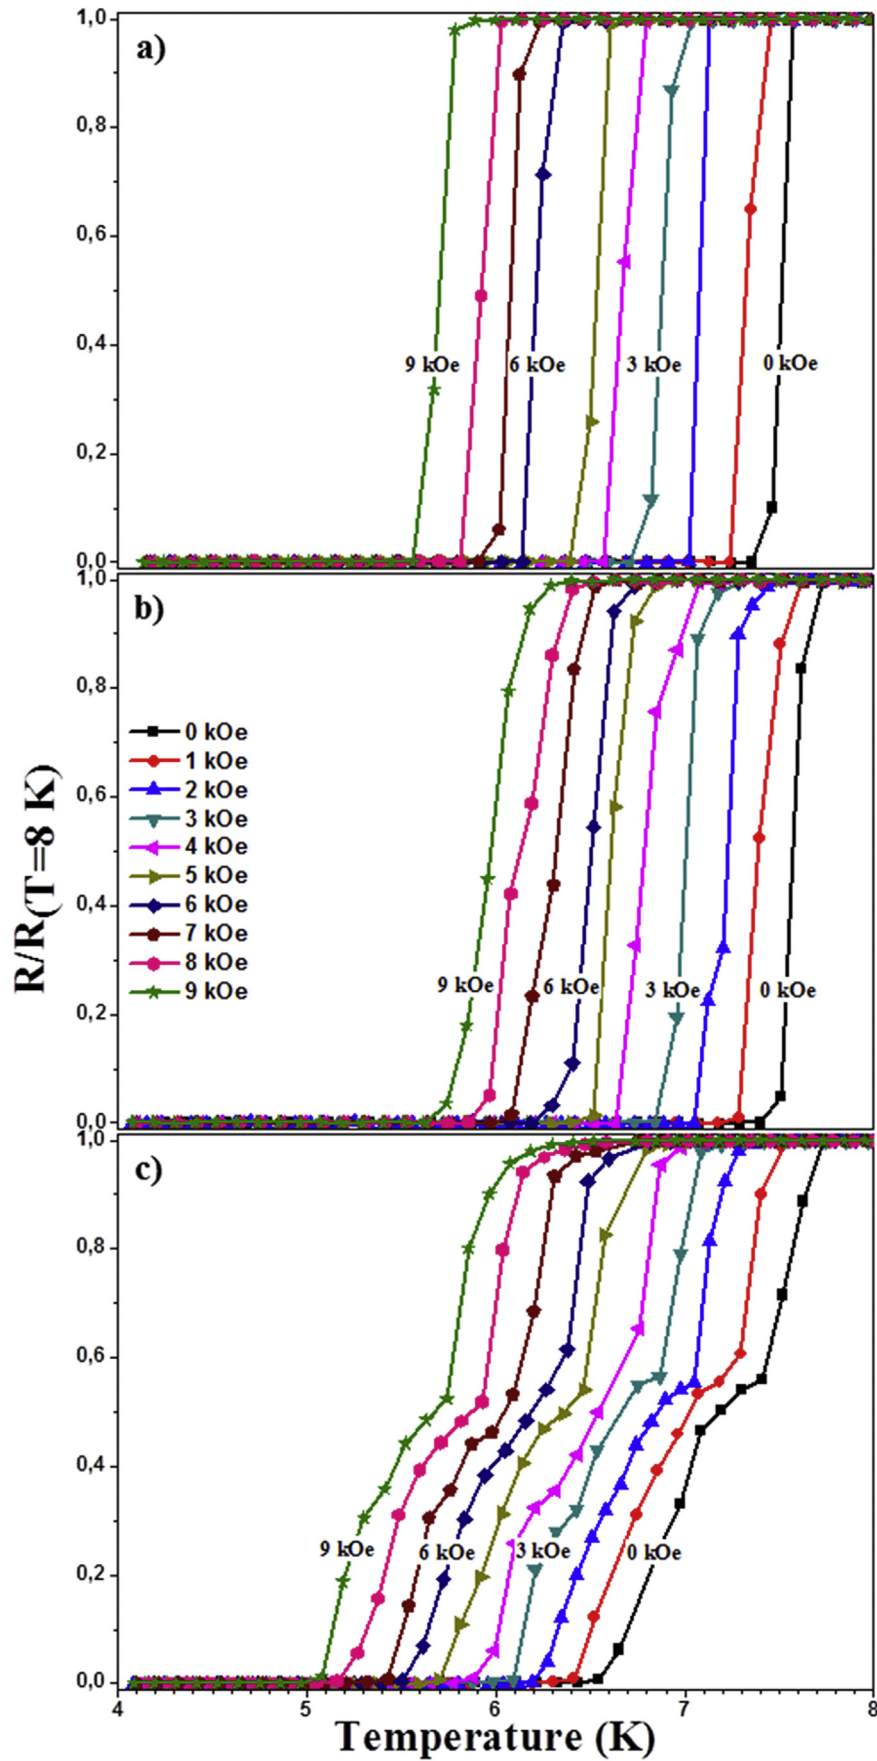 a)
1,0
0,8
0,6
0,4
0,2
0,0
9 kOe
6 kOe
3 kOe
0 kOe
b)
1,0
0,8
0,6
0,4
0,2
0,0
0 kOe
1 kOe
2 kOe
3 kOe
4 kOe
5 kOe
6 kOe
7 kOe
8 kOe
9 kOe
9 kOe
6 kOe
3 kOe
0 kOe
c)
1,0
0,8
0,6
0,4
0,2
0,0
9 kOe
6 kOe
3 kOe
0 kOe
R/R(T=8 K)
4 5 6 7 8
Temperature (K)